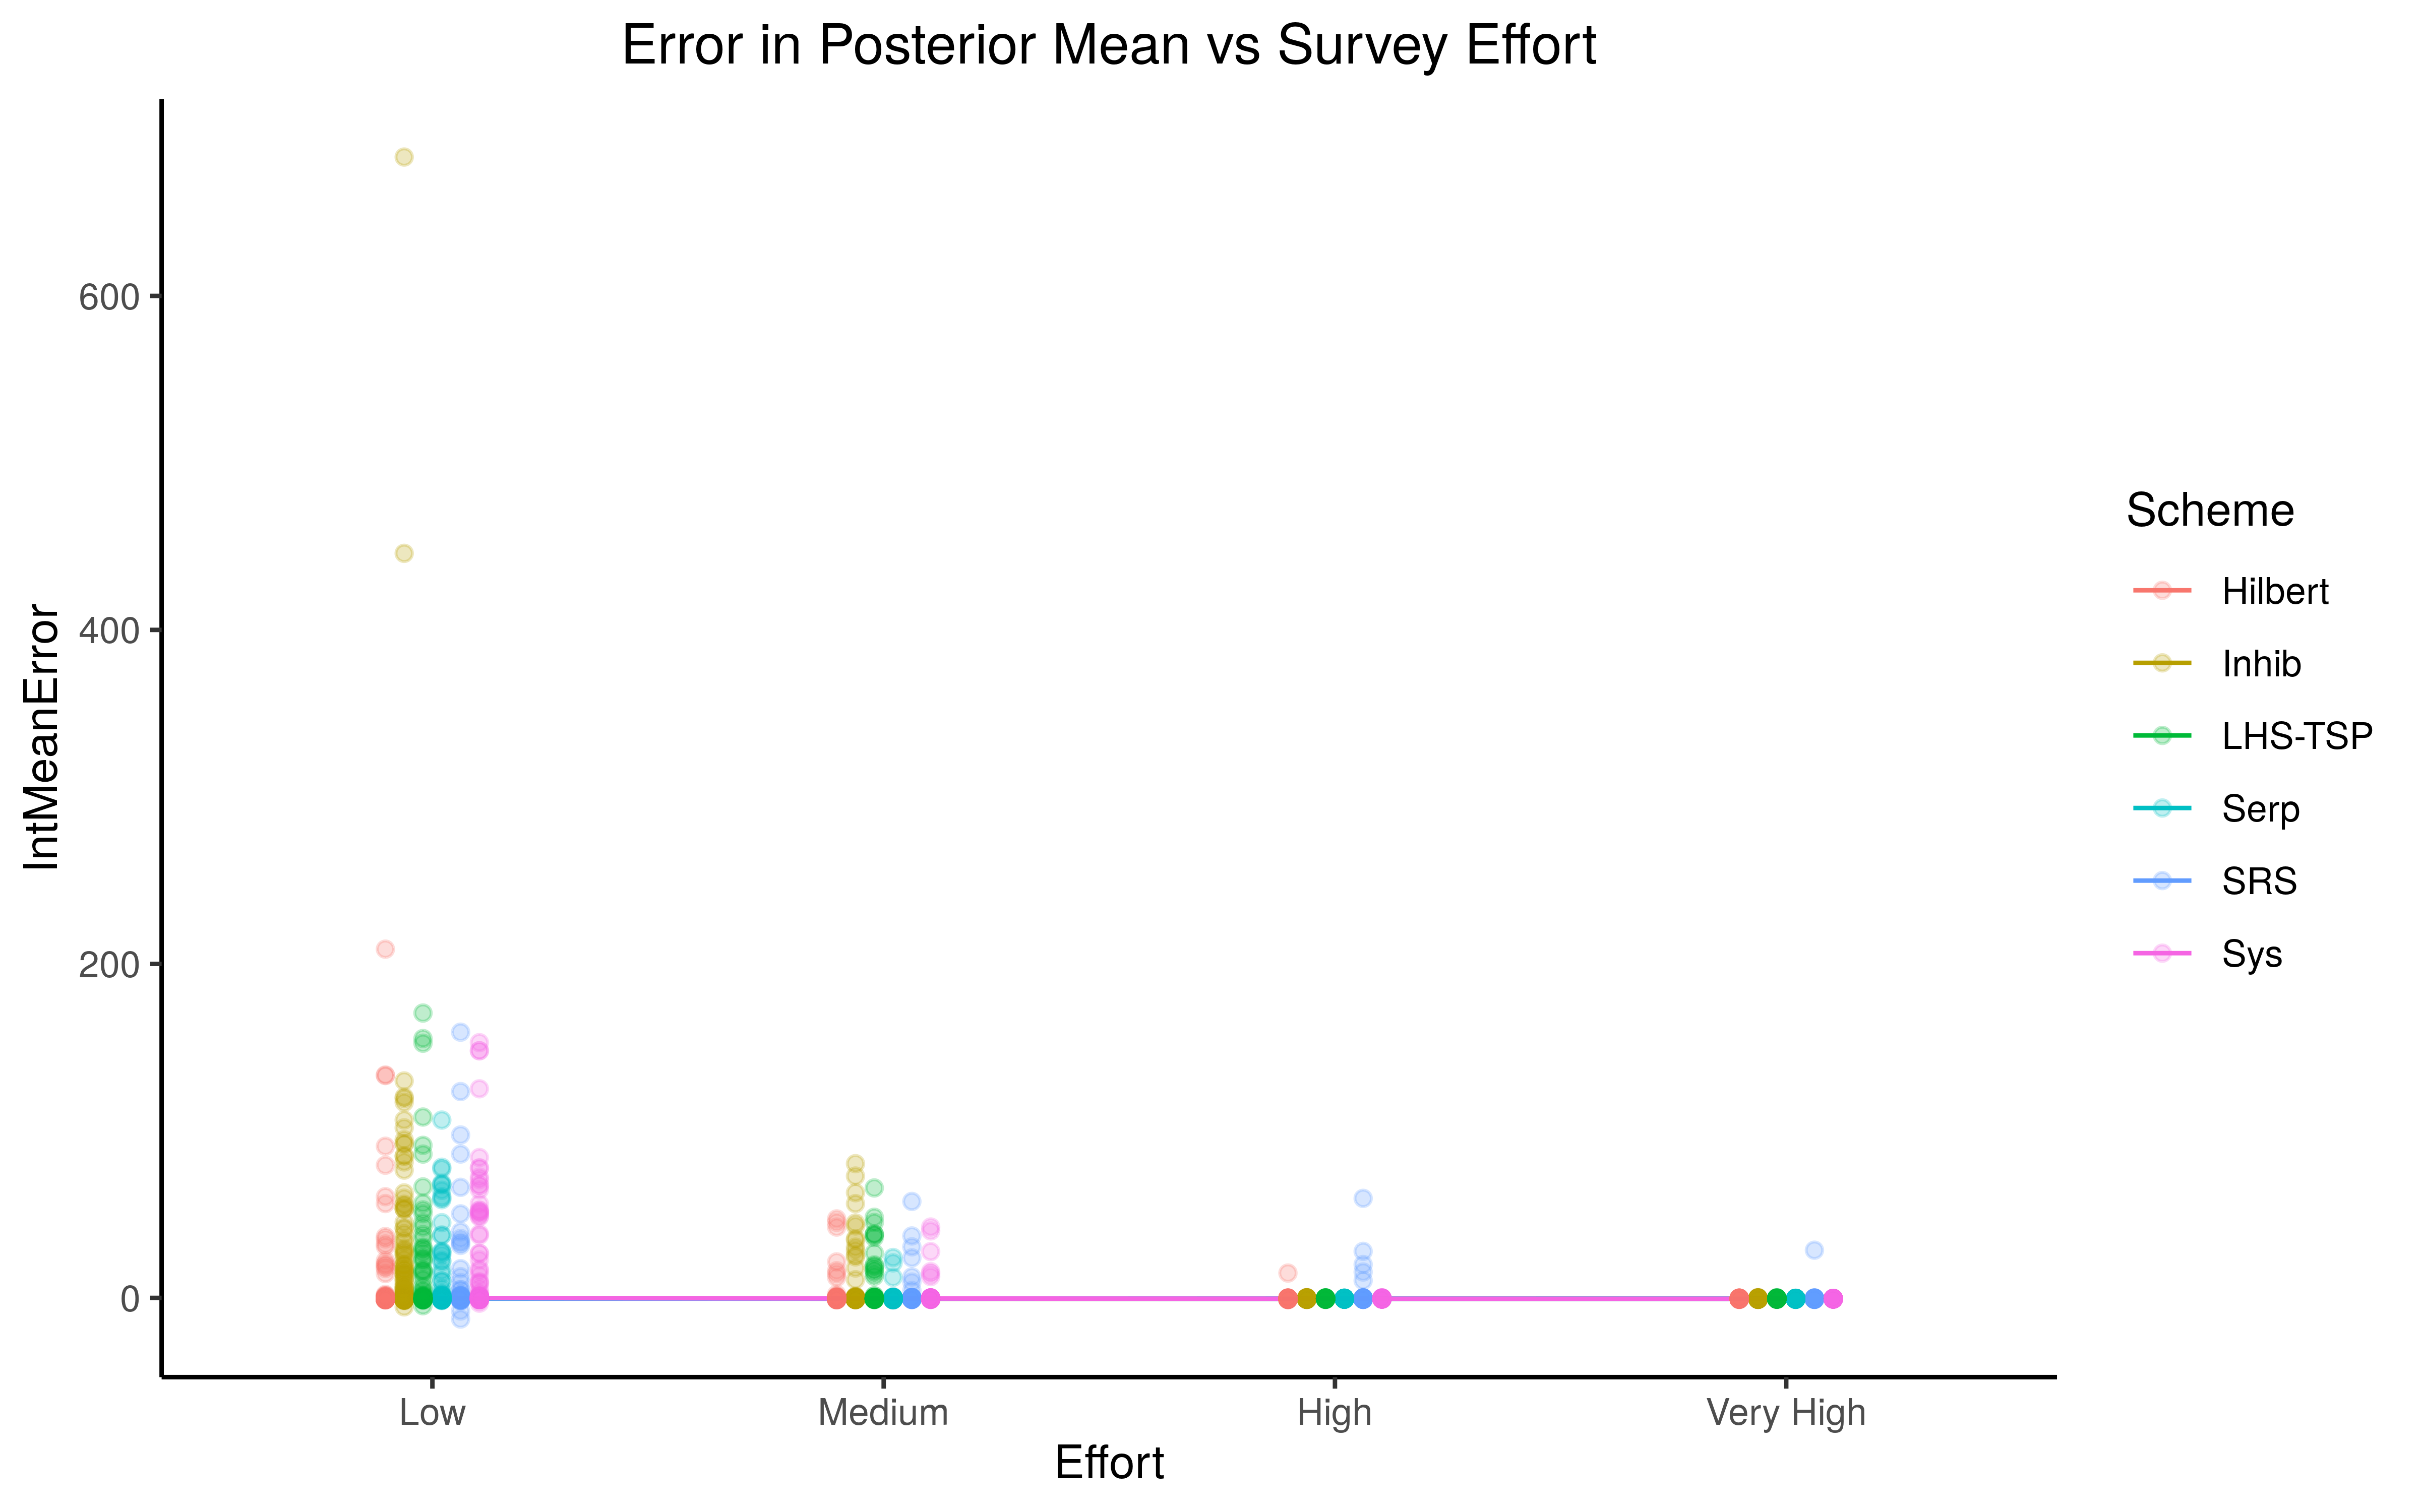 Error in Posterior Mean vs Survey Effort
IntMeanError
600
400
200
0
Low
Medium
High
Very High
Effort
Scheme
Hilbert
Inhib
LHS-TSP
Serp
SRS
Sys